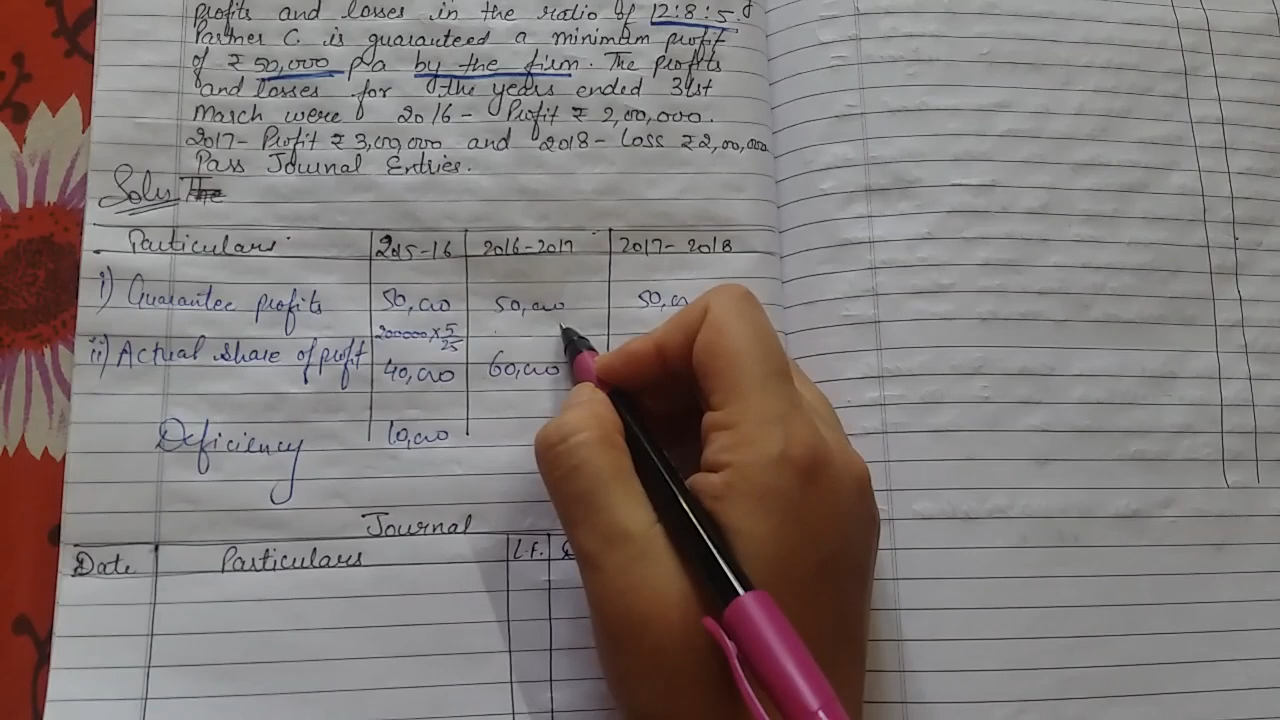 profits and losses in the ratio of 12:8:5.
Partner C. is guaranteed a minimum profit
of ₹ 50,000 pa by the firm. The profits
and losses for the years ended 31st
March were 2016 - Profit ₹ 2,00,000.
2017- Profit ₹ 3,00,000 and 2018 - Loss ₹2,00,000
Pass Journal Entries.
Soln The
Particulars 2015-16 2016-2017 2017-2018
i) Guarantee profits 50,000 50,000 50,00
200000×5/25
ii) Actual share of profit 40,000 60,000
Deficiency 10,000
Journal
Date Particulars L.F.